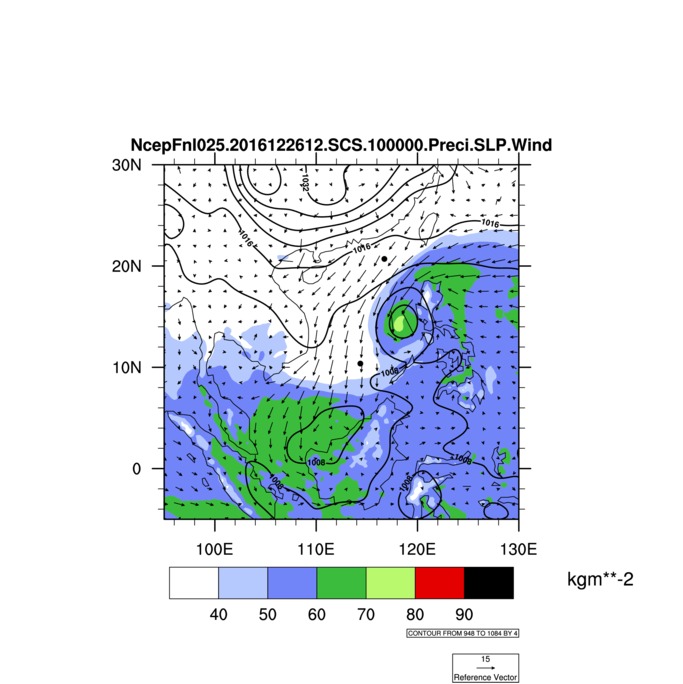 NcepFnl025.2016122612.SCS.100000.Preci.SLP.Wind
30N
1032
1016
1016
1016
20N
10N
1008
1008
1008
1008
1008
0
100E 110E 120E 130E
kgm**-2
40 50 60 70 80 90
CONTOUR FROM 948 TO 1084 BY 4
15
Reference Vector